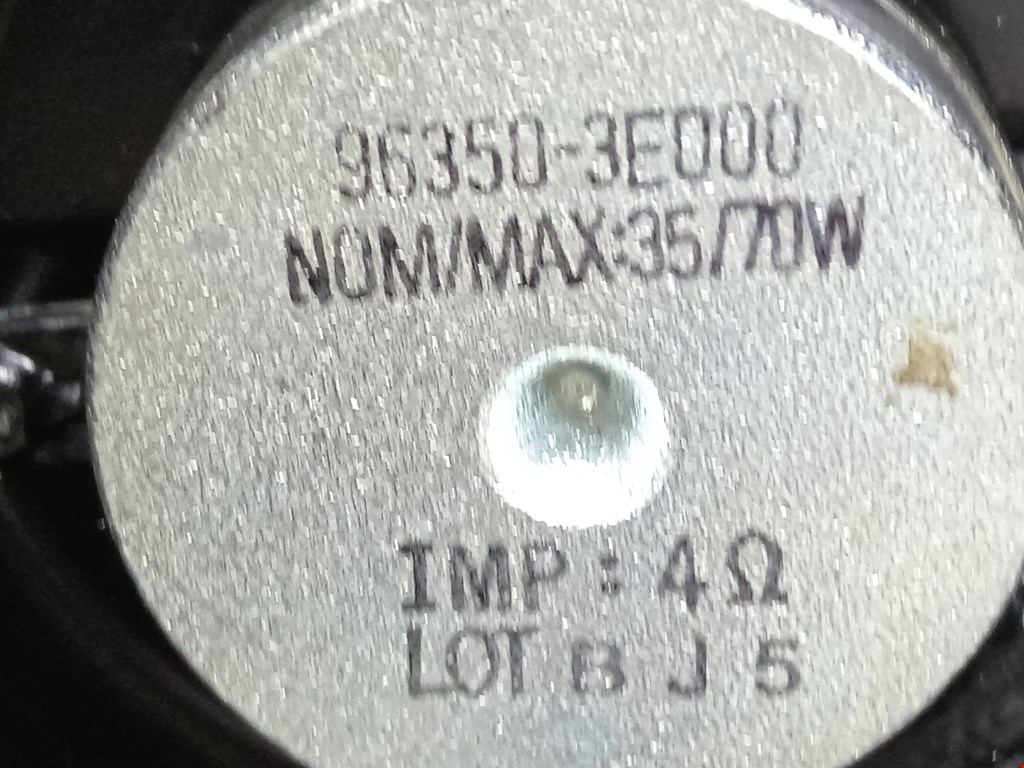 96350-3E000
NOM/MAX:35/70W
IMP : 4Ω
LOT B J 5